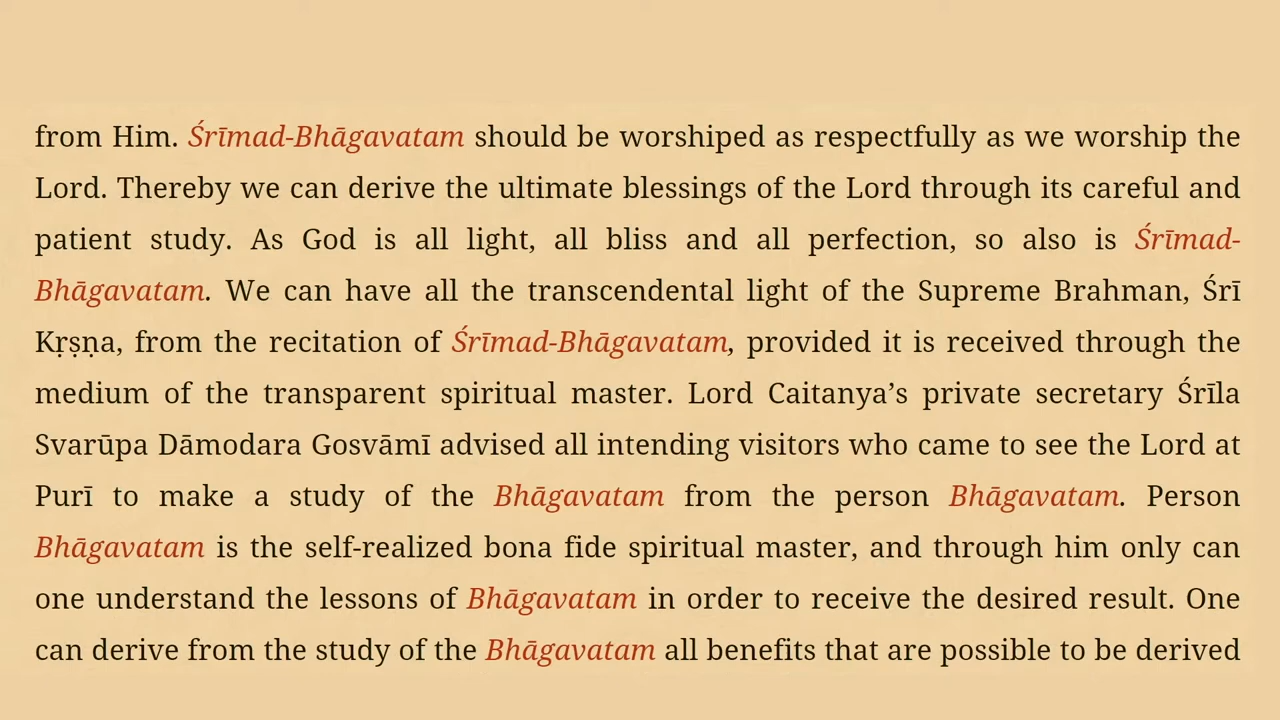 from Him. Śrīmad-Bhāgavatam should be worshiped as respectfully as we worship the
Lord. Thereby we can derive the ultimate blessings of the Lord through its careful and
patient study. As God is all light, all bliss and all perfection, so also is Śrīmad-
Bhāgavatam. We can have all the transcendental light of the Supreme Brahman, Śrī
Kṛṣṇa, from the recitation of Śrīmad-Bhāgavatam, provided it is received through the
medium of the transparent spiritual master. Lord Caitanya’s private secretary Śrīla
Svarūpa Dāmodara Gosvāmī advised all intending visitors who came to see the Lord at
Purī to make a study of the Bhāgavatam from the person Bhāgavatam. Person
Bhāgavatam is the self-realized bona fide spiritual master, and through him only can
one understand the lessons of Bhāgavatam in order to receive the desired result. One
can derive from the study of the Bhāgavatam all benefits that are possible to be derived